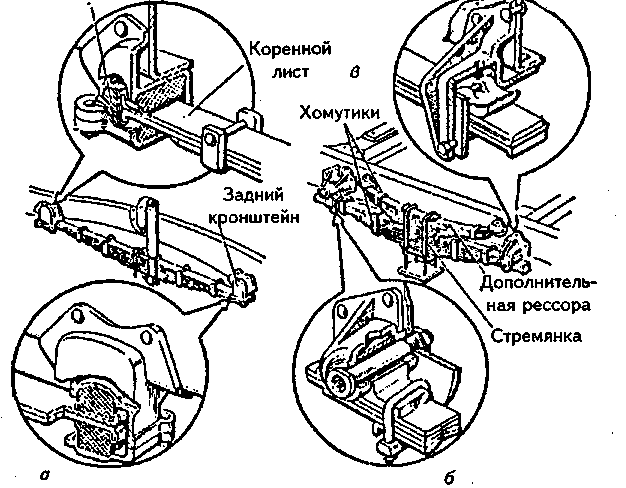 Коренной
лист
в
Хомутики
Задний
кронштейн
Дополнитель-
ная рессора
Стремянка
а
б